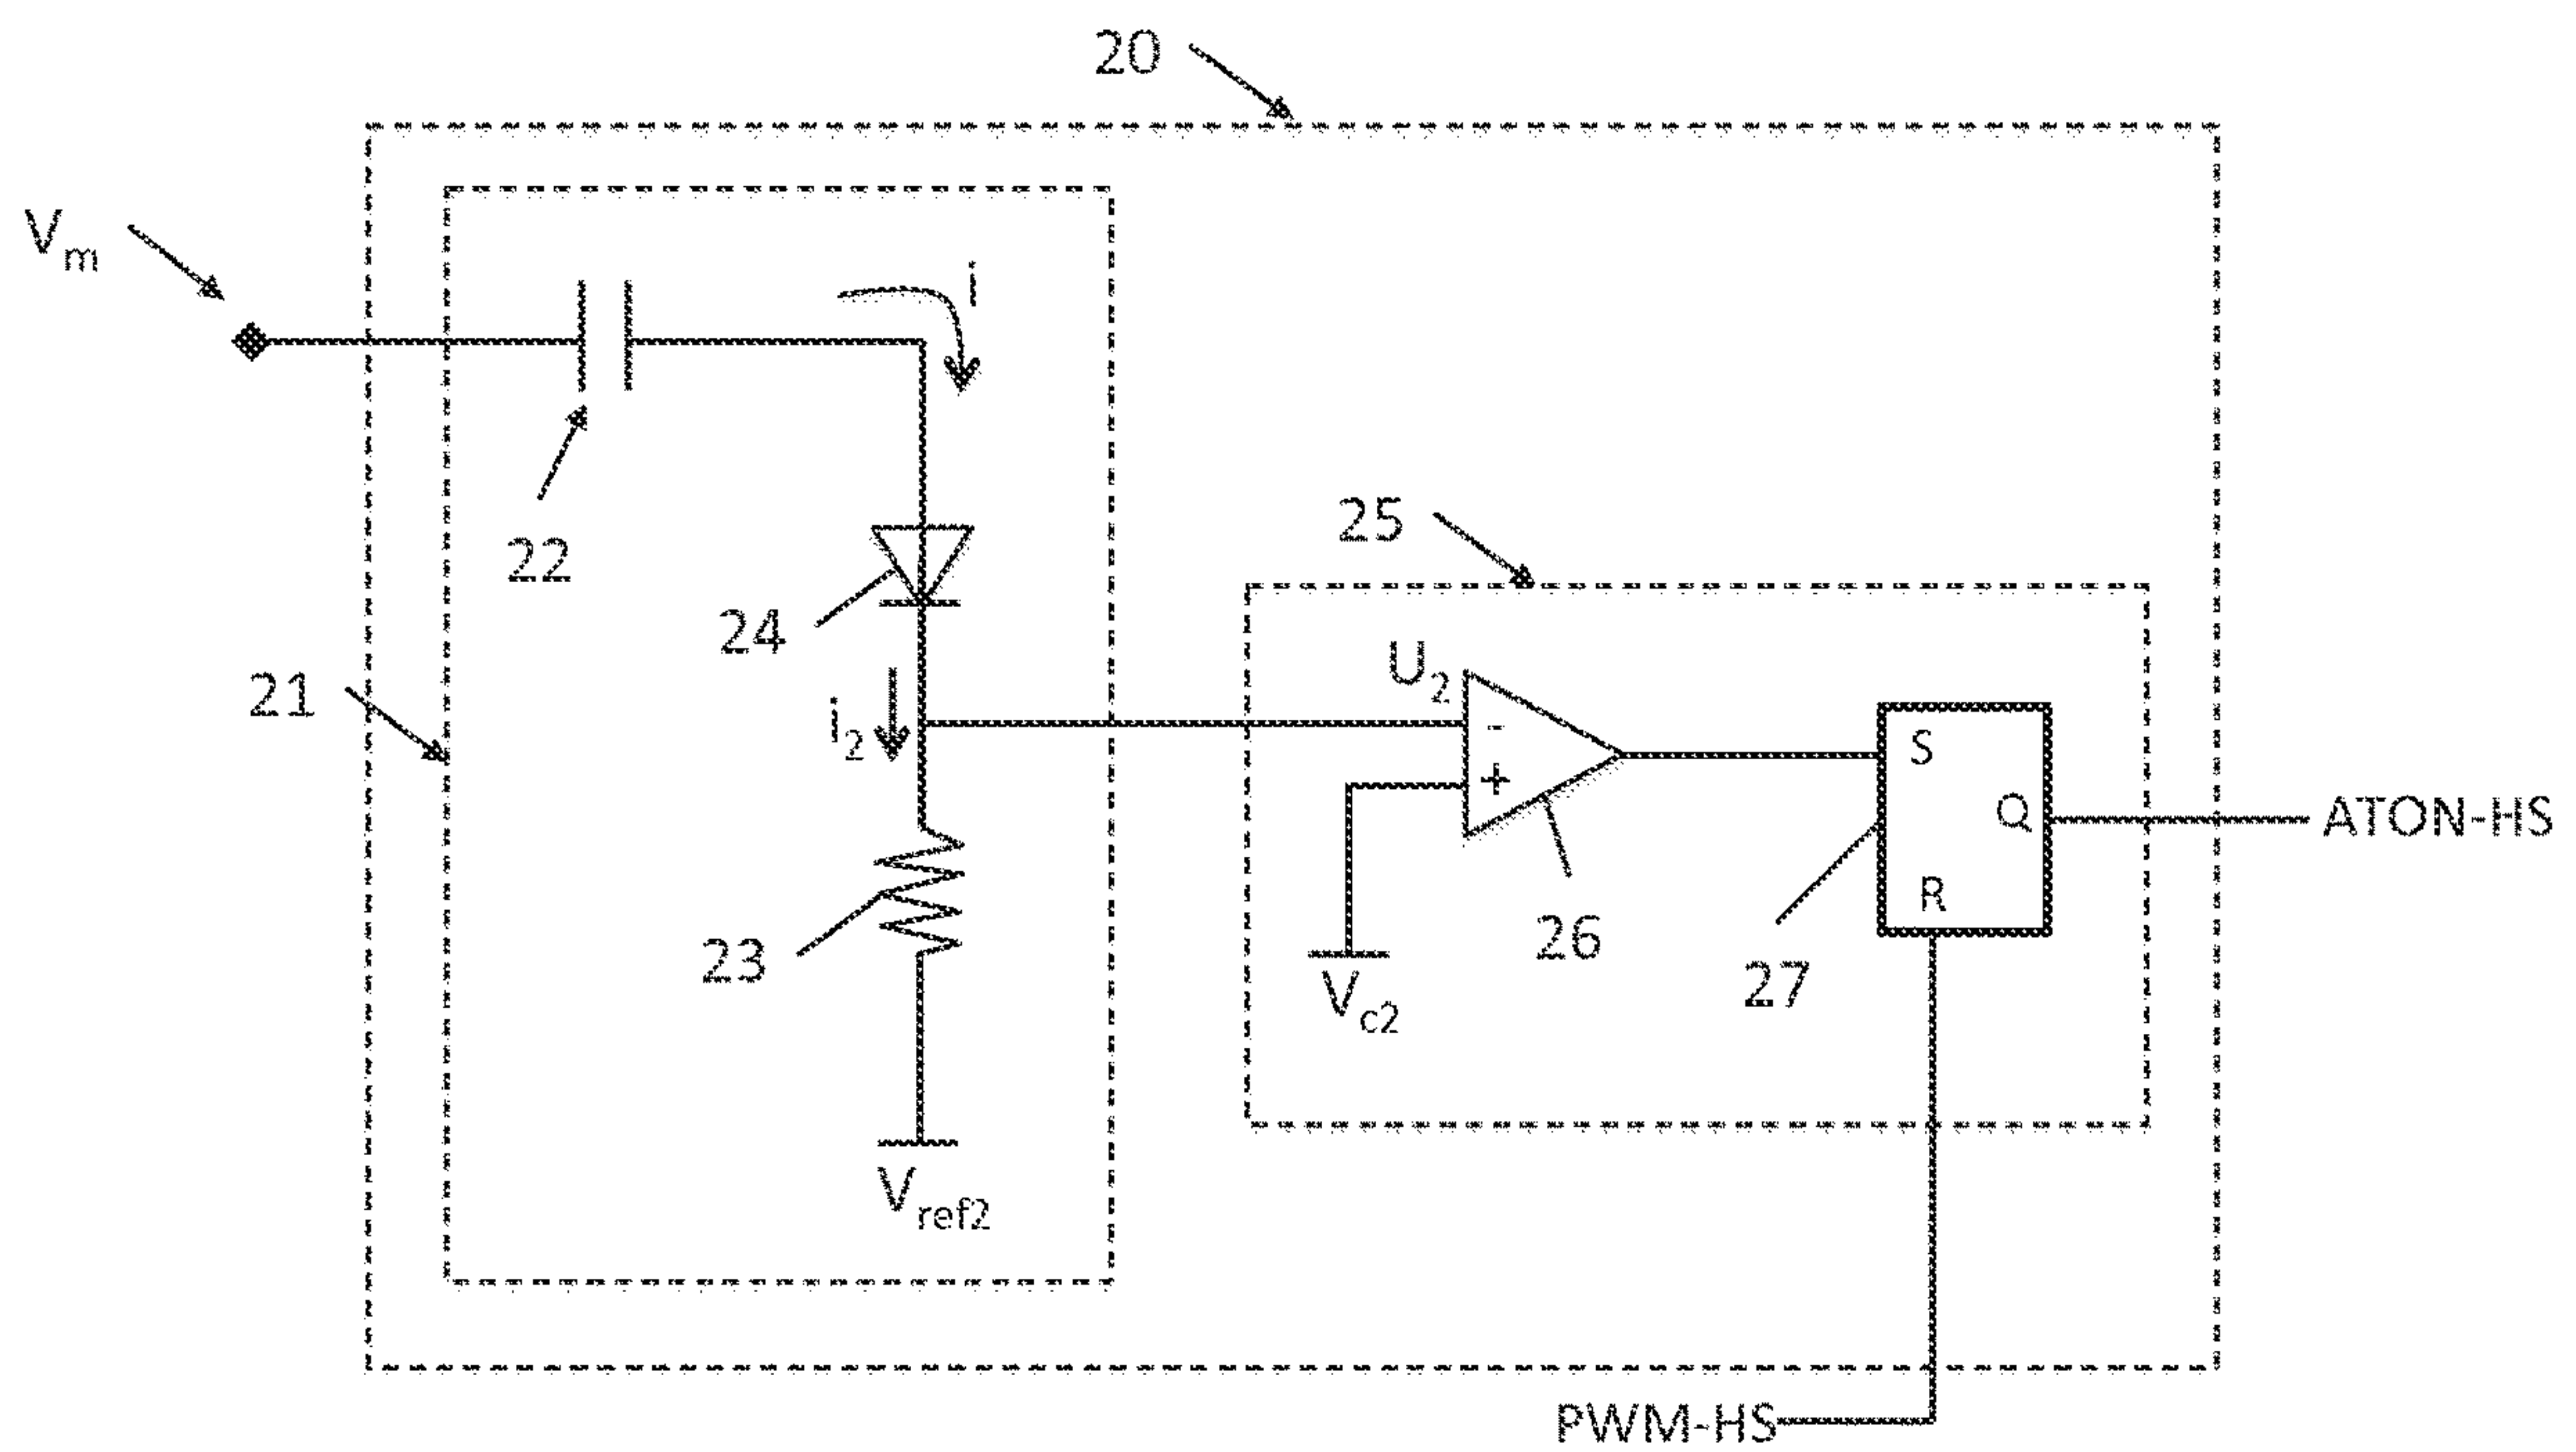 20
Vm
i
22
25
24
U2
21
i2
-
+
S
Q
ATON-HS
R
23
26
27
Vc2
Vref2
PWM-HS